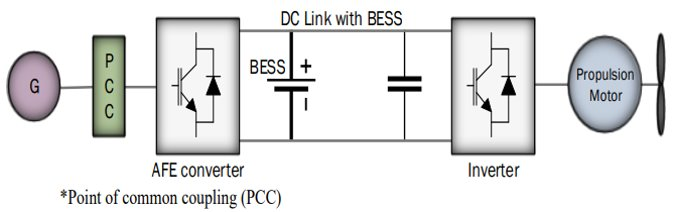 DC Link with BESS
G
P
C
C
BESS +
Propulsion
Motor
AFE converter
Inverter
*Point of common coupling (PCC)